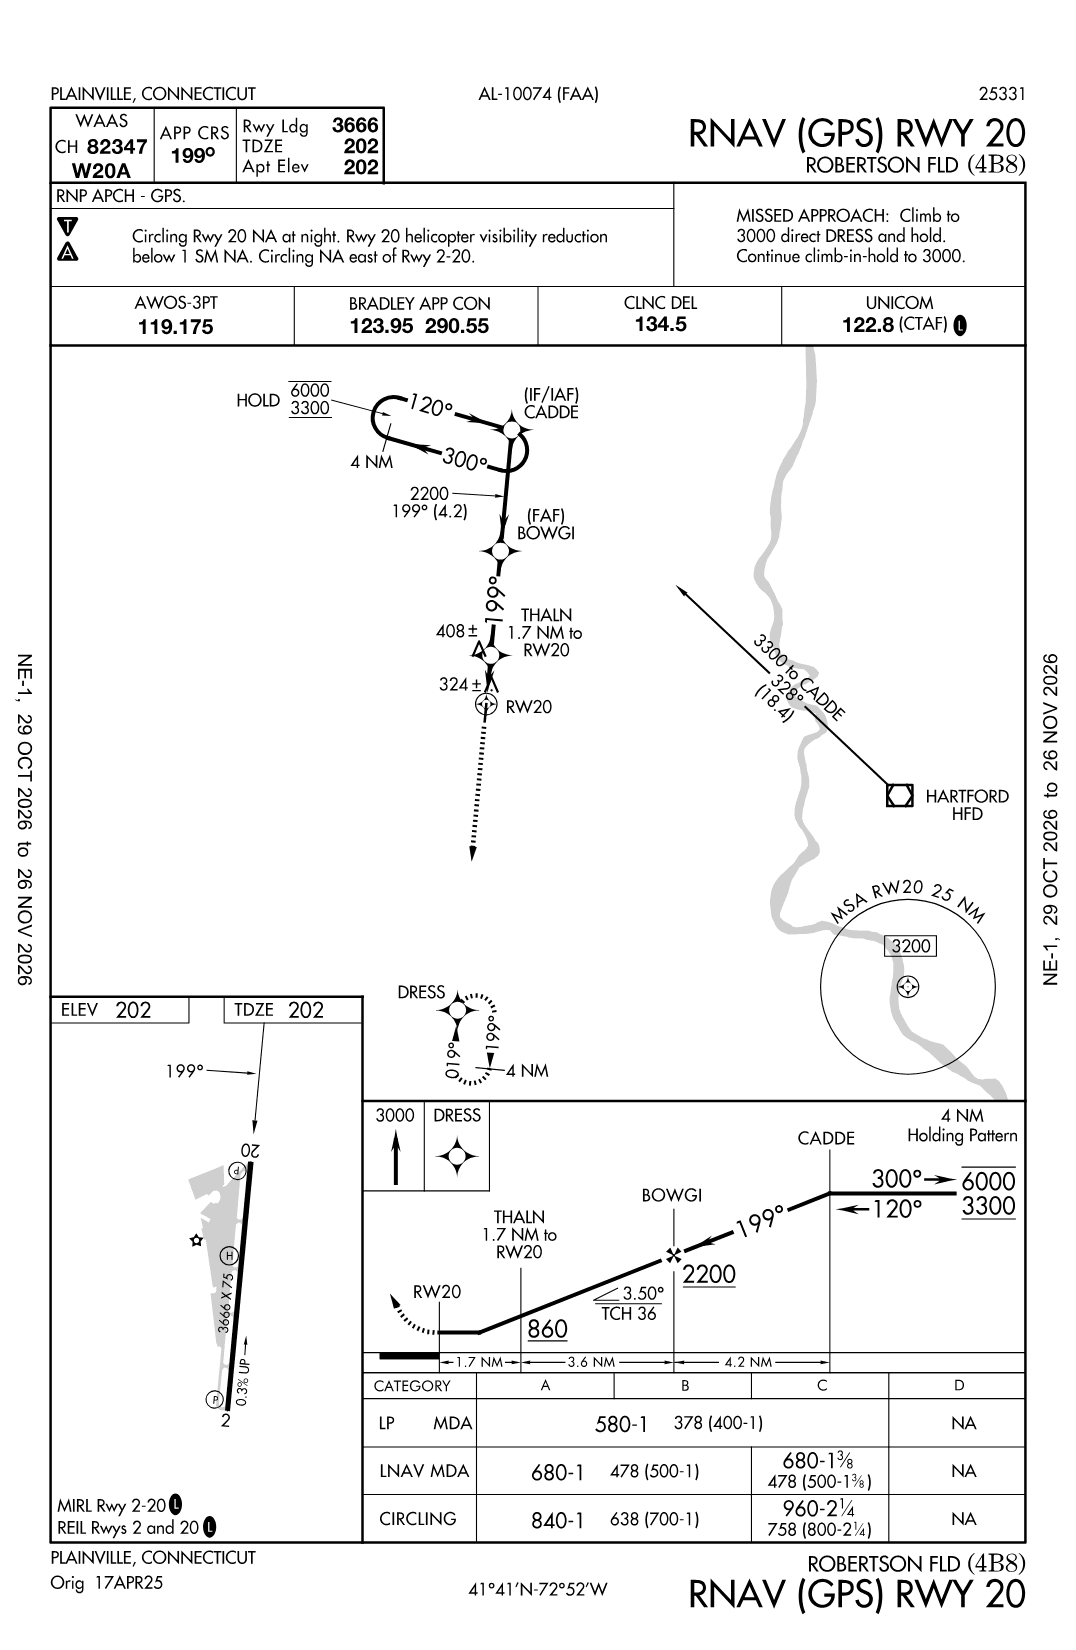 PLAINVILLE, CONNECTICUT
AL-10074 (FAA)
25331
WAAS
CH 82347
W20A
APP CRS
199°
Rwy Ldg 3666
TDZE 202
Apt Elev 202
RNAV (GPS) RWY 20
ROBERTSON FLD (4B8)
RNP APCH - GPS.
T
A
Circling Rwy 20 NA at night. Rwy 20 helicopter visibility reduction
below 1 SM NA. Circling NA east of Rwy 2-20.
MISSED APPROACH: Climb to
3000 direct DRESS and hold.
Continue climb-in-hold to 3000.
AWOS-3PT
119.175
BRADLEY APP CON
123.95 290.55
CLNC DEL
134.5
UNICOM
122.8 (CTAF) L
HOLD
6000
3300
120°
300°
4 NM
(IF/IAF)
CADDE
2200
199° (4.2)
(FAF)
BOWGI
199°
THALN
1.7 NM to
RW20
408±
324±
RW20
3300 to CADDE
328°
(18.4)
HARTFORD
HFD
MSA RW20 25 NM
3200
DRESS
199°
019°
4 NM
NE-1, 29 OCT 2026 to 26 NOV 2026
NE-1, 29 OCT 2026 to 26 NOV 2026
ELEV 202
TDZE 202
199°
20
P
H
3666 X 75
0.3% UP
P
2
MIRL Rwy 2-20 L
REIL Rwys 2 and 20 L
3000
DRESS
4 NM
Holding Pattern
CADDE
300°
6000
120°
3300
BOWGI
199°
2200
THALN
1.7 NM to
RW20
RW20
3.50°
TCH 36
860
1.7 NM
3.6 NM
4.2 NM
CATEGORY A B C D
LP MDA 580-1 378 (400-1) NA
LNAV MDA 680-1 478 (500-1) 680-1⅜ 478 (500-1⅜) NA
CIRCLING 840-1 638 (700-1) 960-2¼ 758 (800-2¼) NA
PLAINVILLE, CONNECTICUT
Orig 17APR25
41°41'N-72°52'W
ROBERTSON FLD (4B8)
RNAV (GPS) RWY 20